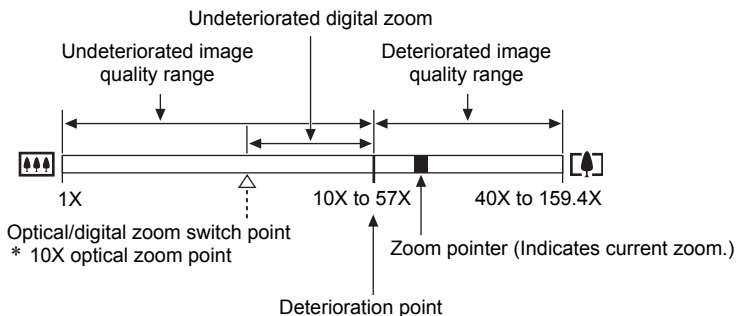 Undeteriorated digital zoom
Undeteriorated image
quality range
Deteriorated image
quality range
1X
10X to 57X
40X to 159.4X
Optical/digital zoom switch point
* 10X optical zoom point
Zoom pointer (Indicates current zoom.)
Deterioration point